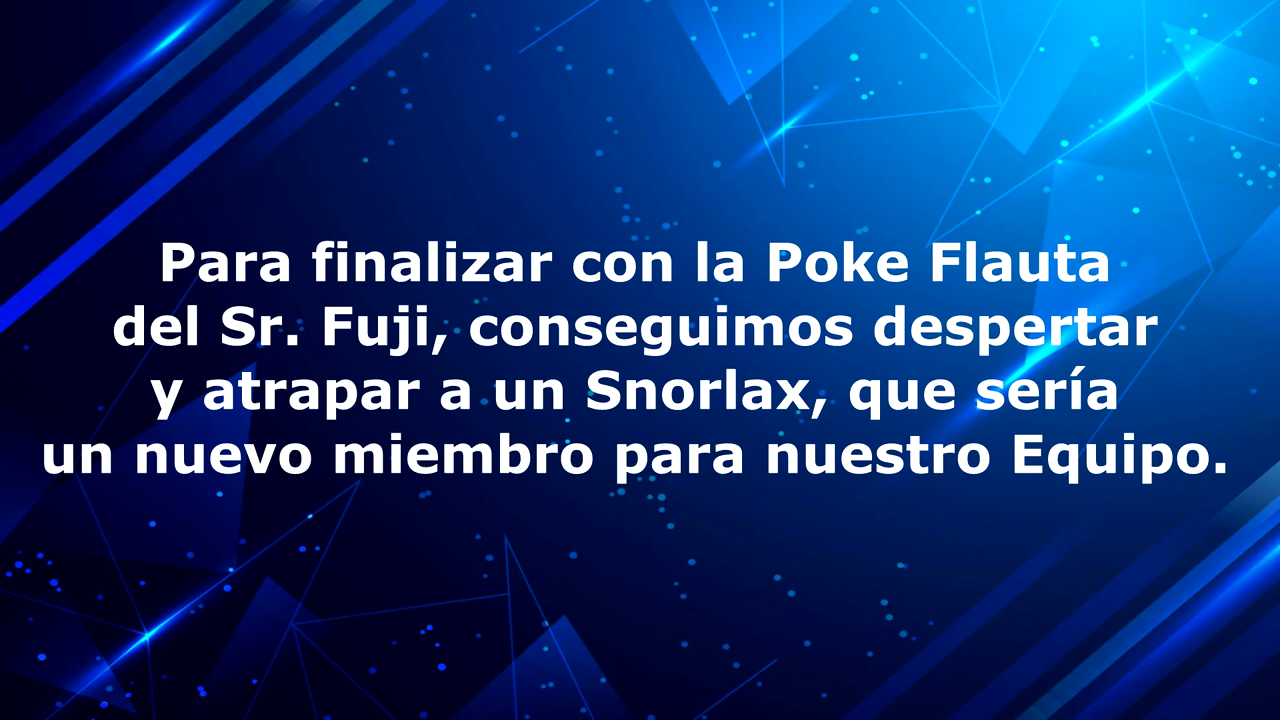 Para finalizar con la Poke Flauta
del Sr. Fuji, conseguimos despertar
y atrapar a un Snorlax, que sería
un nuevo miembro para nuestro Equipo.